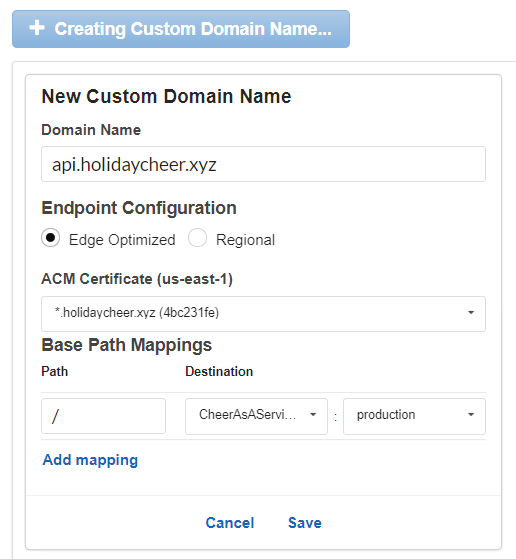 + Creating Custom Domain Name...
New Custom Domain Name
Domain Name
api.holidaycheer.xyz
Endpoint Configuration
Edge Optimized Regional
ACM Certificate (us-east-1)
*.holidaycheer.xyz (4bc231fe)
Base Path Mappings
Path Destination
/ CheerAsAServi... : production
Add mapping
Cancel Save